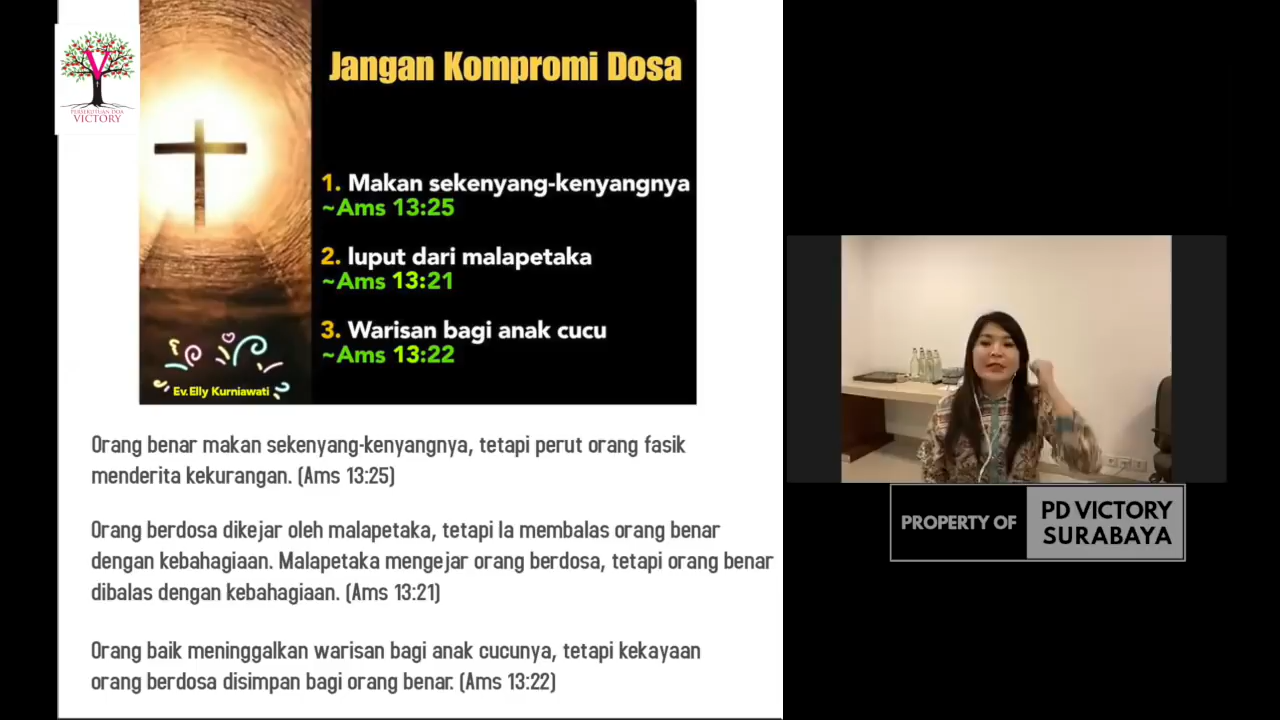 V
PERSEKUTUAN DOA
VICTORY
Jangan Kompromi Dosa
1. Makan sekenyang-kenyangnya
~Ams 13:25
2. luput dari malapetaka
~Ams 13:21
3. Warisan bagi anak cucu
~Ams 13:22
Ev.Elly Kurniawati
Orang benar makan sekenyang-kenyangnya, tetapi perut orang fasik
menderita kekurangan. (Ams 13:25)
Orang berdosa dikejar oleh malapetaka, tetapi Ia membalas orang benar
dengan kebahagiaan. Malapetaka mengejar orang berdosa, tetapi orang benar
dibalas dengan kebahagiaan. (Ams 13:21)
Orang baik meninggalkan warisan bagi anak cucunya, tetapi kekayaan
orang berdosa disimpan bagi orang benar. (Ams 13:22)
PROPERTY OF
PD VICTORY
SURABAYA